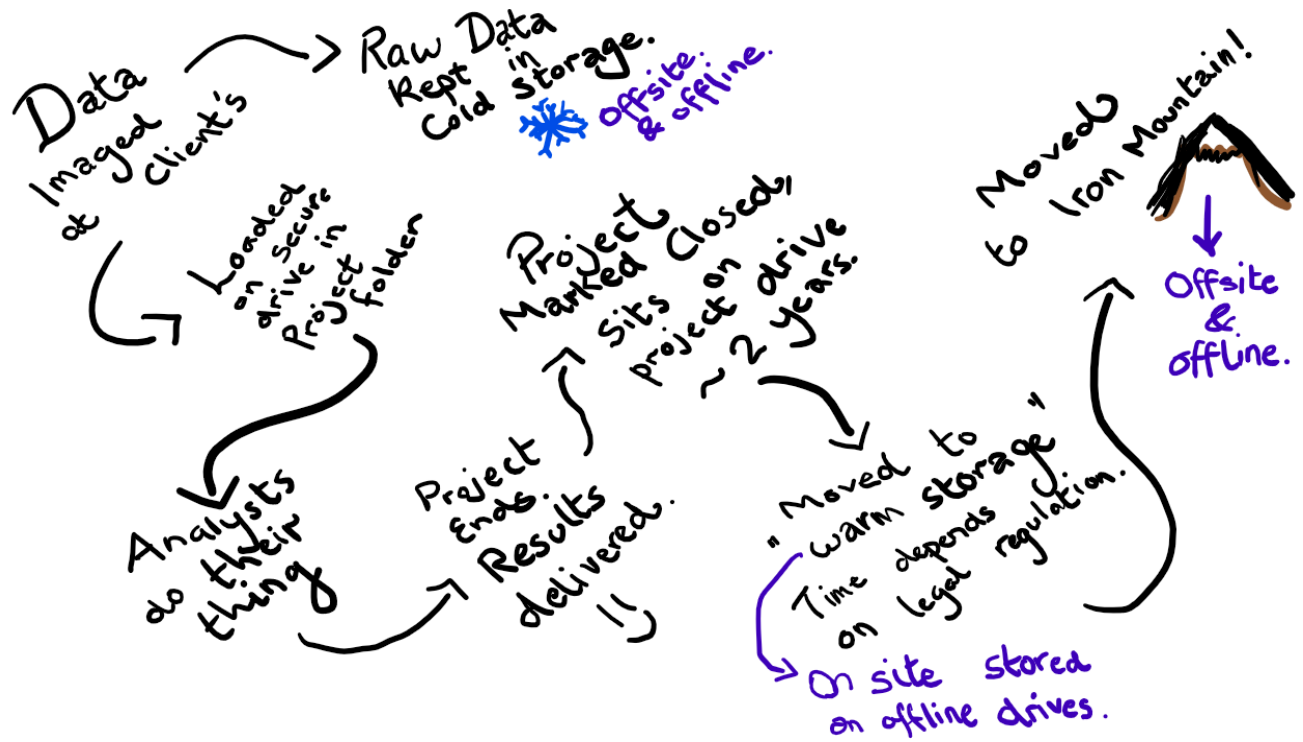 Data
Imaged
at Client's
Raw Data
Kept in
Cold Storage.
Offsite.
& offline.
Loaded
on secure
drive in
Project
folder
Analysts
do their
thing
Project
Ends.
Results
delivered.
=)
Project
Marked Closed,
Sits on
project drive
~ 2 years.
"Moved to
warm storage"
Time depends
on legal regulation.
On site stored
on offline drives.
Moved
to Iron Mountain!
Offsite
&
offline.